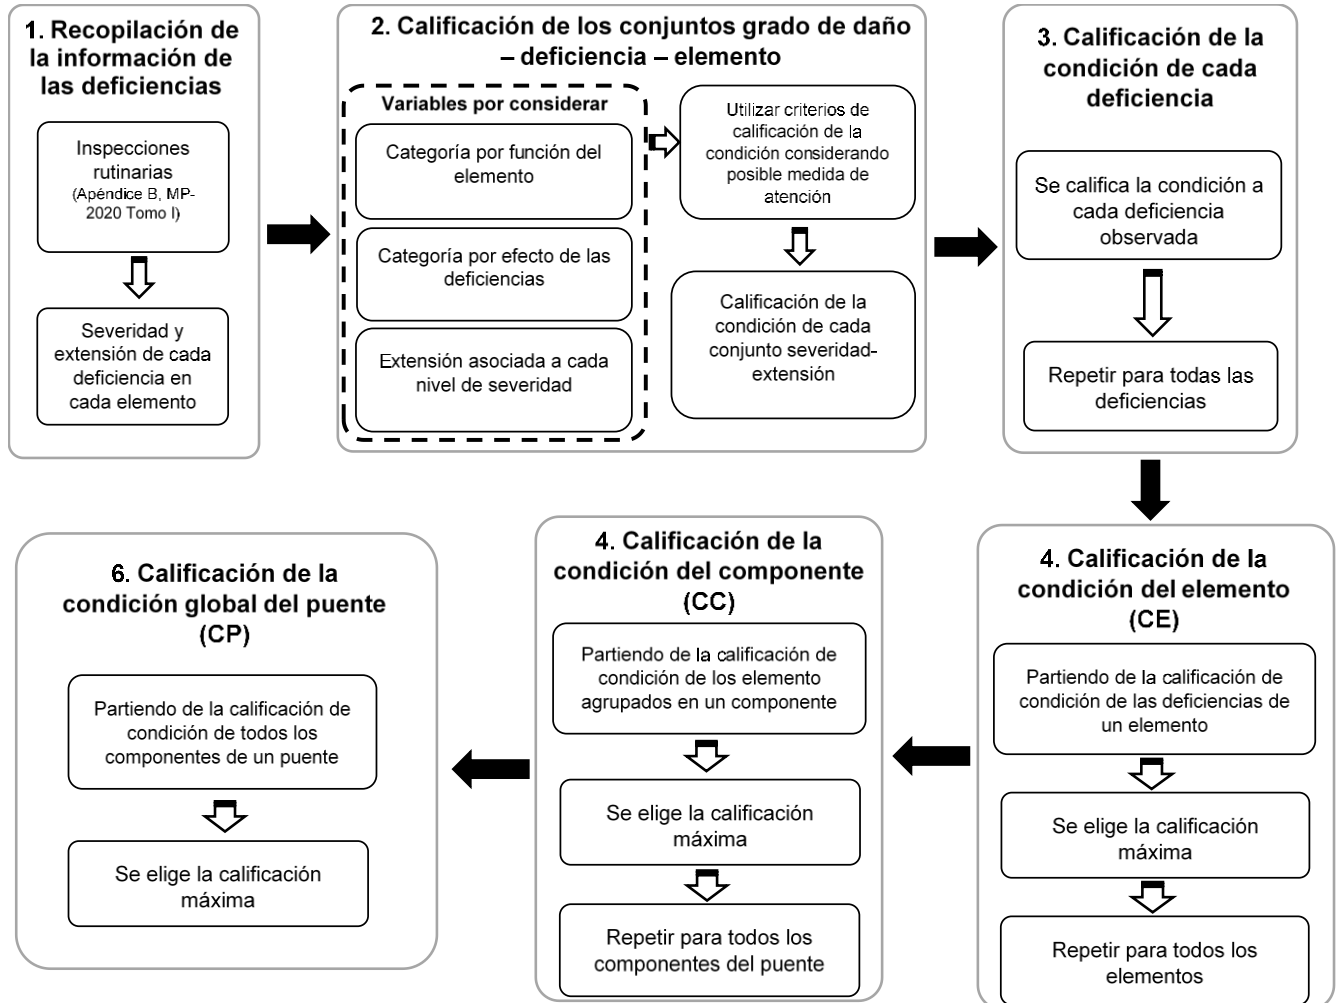 1. Recopilación de
la información de
las deficiencias
Inspecciones
rutinarias
(Apéndice B, MP-
2020 Tomo I)
Severidad y
extensión de cada
deficiencia en
cada elemento
2. Calificación de los conjuntos grado de daño
– deficiencia – elemento
Variables por considerar
Categoría por función del
elemento
Categoría por efecto de las
deficiencias
Extensión asociada a cada
nivel de severidad
Utilizar criterios de
calificación de la
condición considerando
posible medida de
atención
Calificación de la
condición de cada
conjunto severidad-
extensión
3. Calificación de la
condición de cada
deficiencia
Se califica la condición a
cada deficiencia
observada
Repetir para todas las
deficiencias
4. Calificación de la
condición del elemento
(CE)
Partiendo de la calificación de
condición de las deficiencias de
un elemento
Se elige la calificación
máxima
Repetir para todos los
elementos
4. Calificación de la
condición del componente
(CC)
Partiendo de la calificación de
condición de los elemento
agrupados en un componente
Se elige la calificación
máxima
Repetir para todos los
componentes del puente
6. Calificación de la
condición global del puente
(CP)
Partiendo de la calificación de
condición de todos los
componentes de un puente
Se elige la calificación
máxima